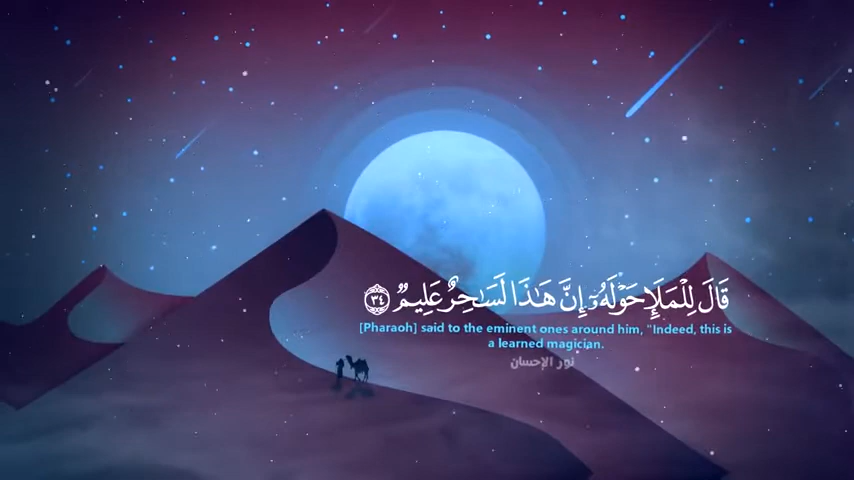 قَالَ لِلْمَلَإِ حَوْلَهُۥٓ إِنَّ هَـٰذَا لَسَـٰحِرٌ عَلِيمٌ ٣٤
[Pharaoh] said to the eminent ones around him, "Indeed, this is
a learned magician.
نور الإحسان